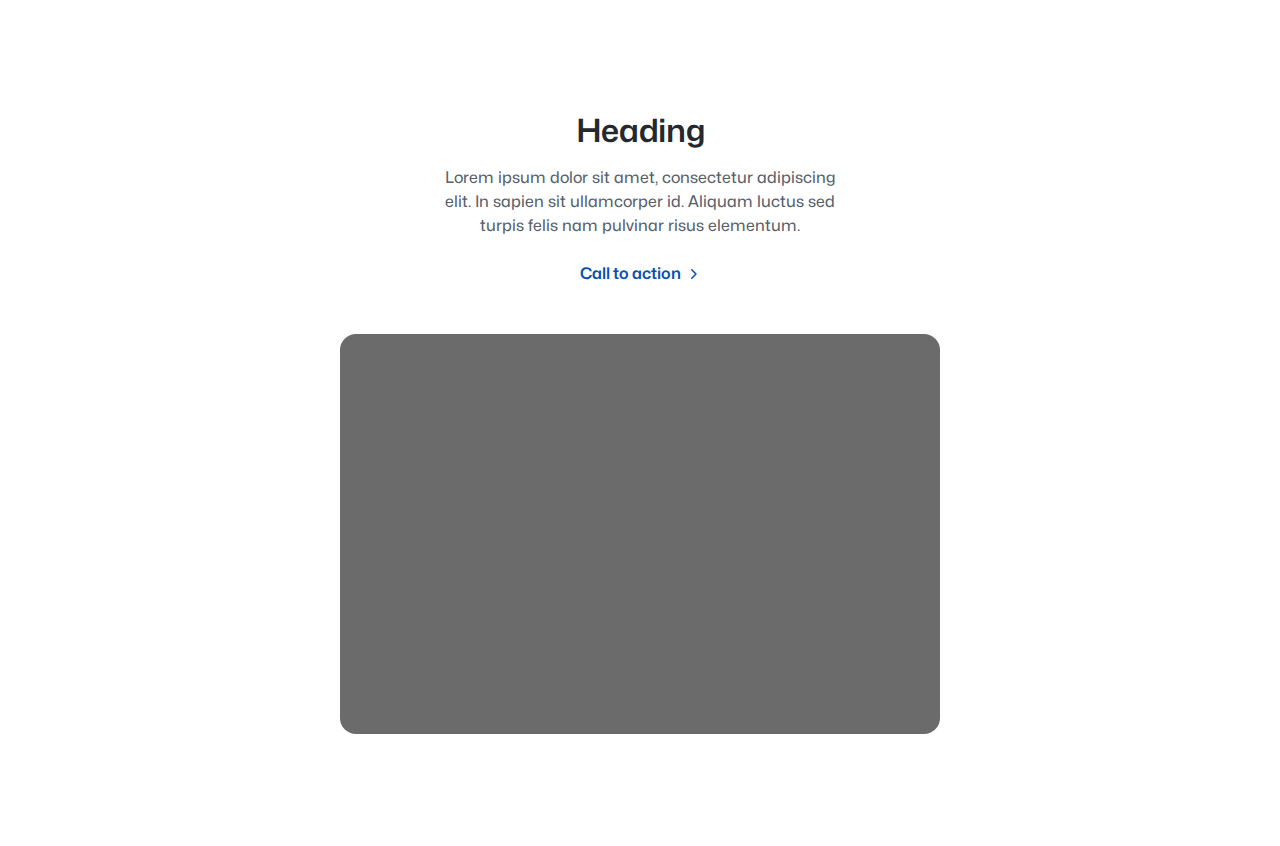 Heading
Lorem ipsum dolor sit amet, consectetur adipiscing
elit. In sapien sit ullamcorper id. Aliquam luctus sed
turpis felis nam pulvinar risus elementum.
Call to action